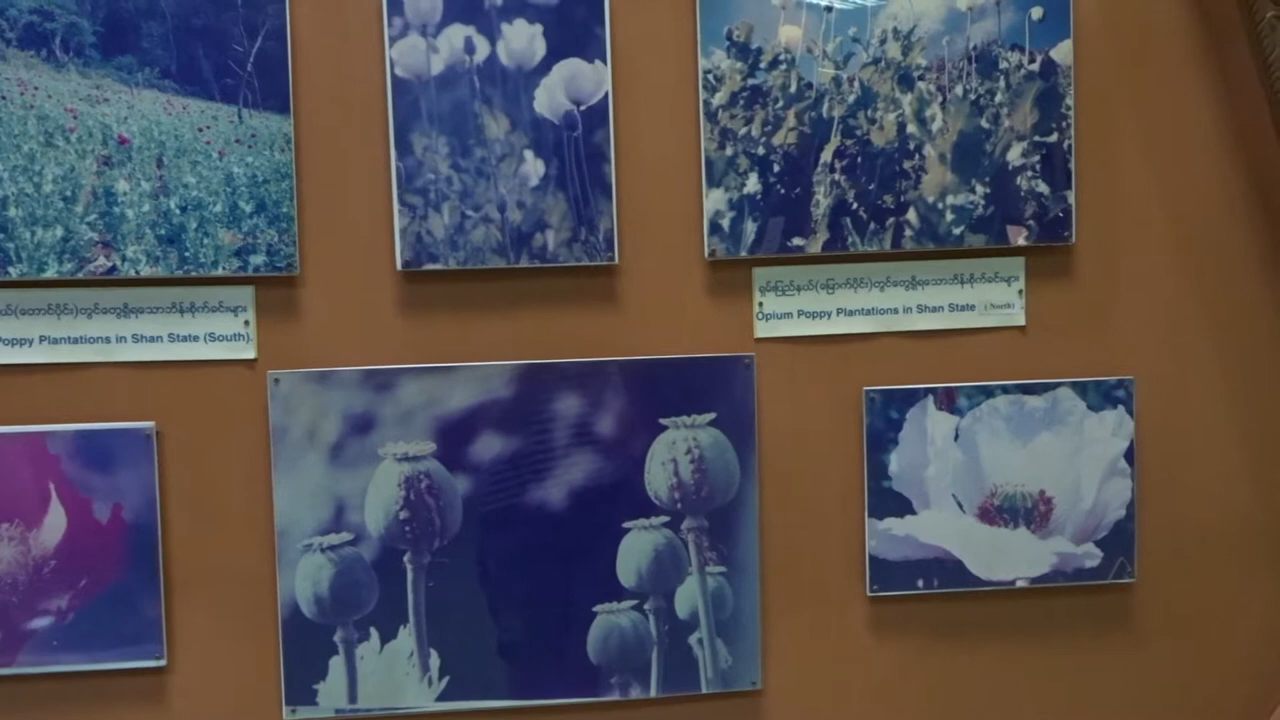 ယ်(တောင်ပိုင်း)တွင်တွေ့ရှိရသောဘိန်းစိုက်ခင်းများ
Poppy Plantations in Shan State (South).
ရှမ်းပြည်နယ်(မြောက်ပိုင်း)တွင်တွေ့ရှိရသောဘိန်းစိုက်ခင်းများ
Opium Poppy Plantations in Shan State (North)